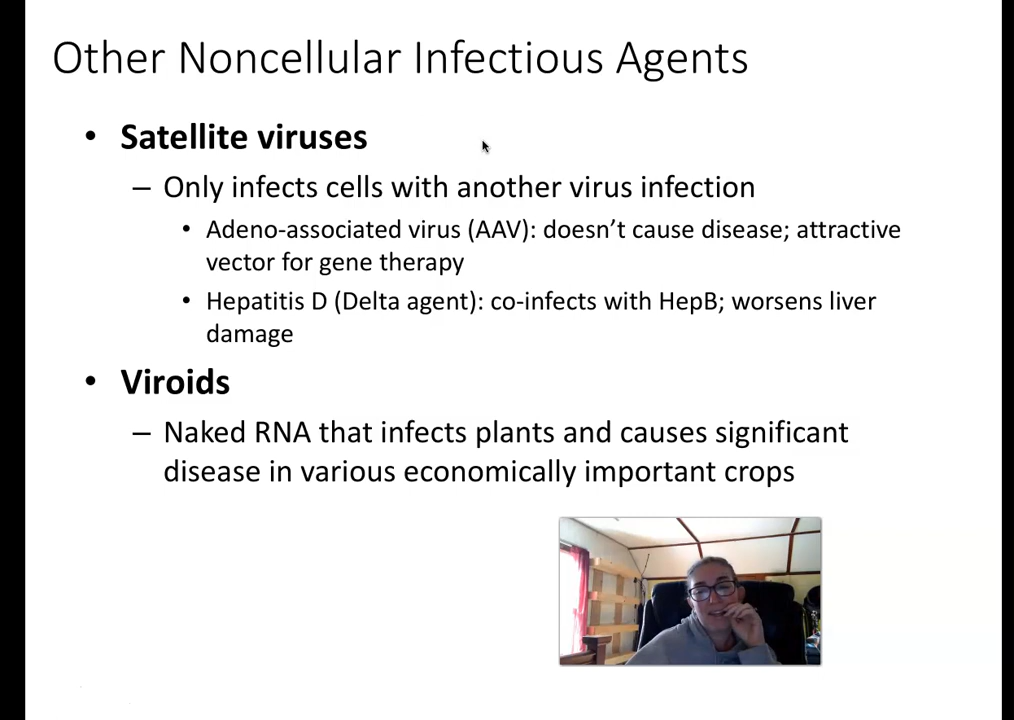 Other Noncellular Infectious Agents
• Satellite viruses
– Only infects cells with another virus infection
• Adeno-associated virus (AAV): doesn’t cause disease; attractive
vector for gene therapy
• Hepatitis D (Delta agent): co-infects with HepB; worsens liver
damage
• Viroids
– Naked RNA that infects plants and causes significant
disease in various economically important crops